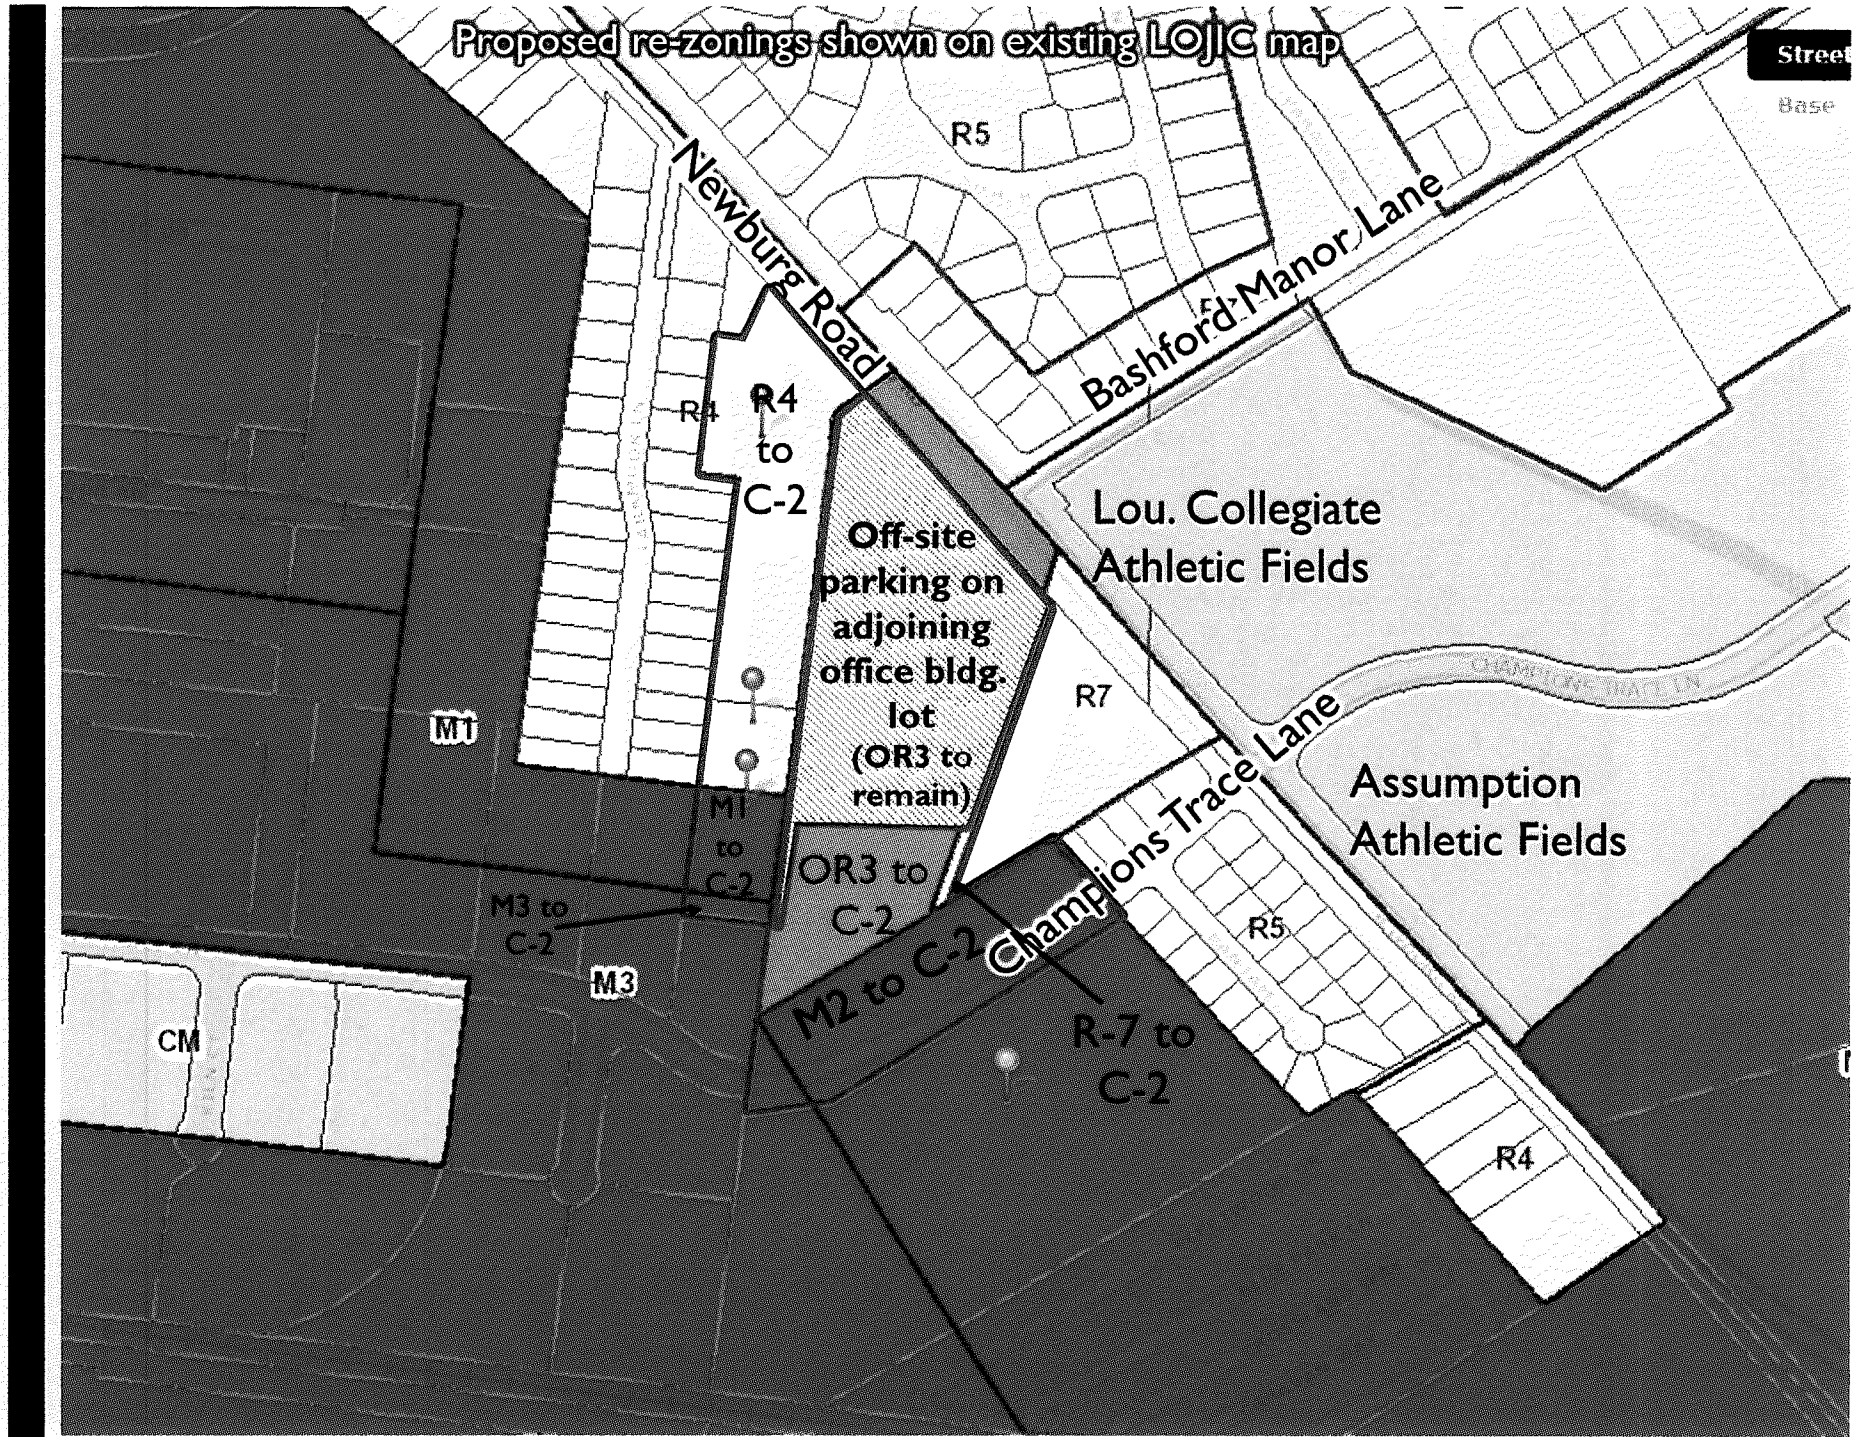 Proposed re-zonings shown on existing LOJIC map
Street
Base
R5
Newburg Road
Bashford Manor Lane
R4
R4
to
C-2
Lou. Collegiate
Athletic Fields
Off-site
parking on
adjoining
office bldg.
lot
(OR3 to
remain)
R7
CHAMPIONS TRACE LN
Champions Trace Lane
M1
Assumption
Athletic Fields
M1
to
C-2
OR3 to
C-2
M3 to
C-2
R5
M2 to C-2
M3
CM
R-7 to
C-2
R4